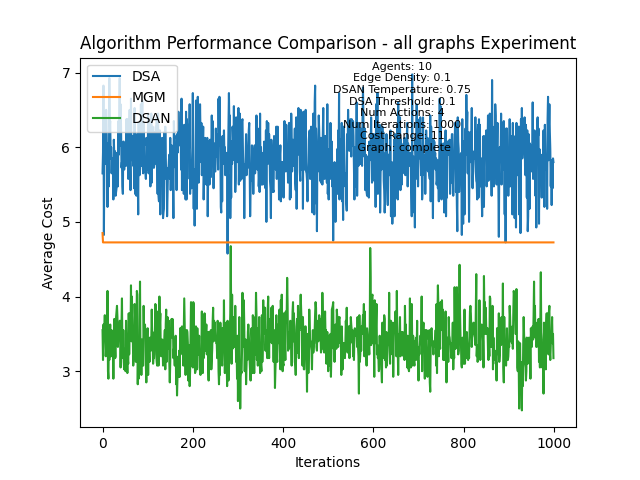 Algorithm Performance Comparison - all graphs Experiment
DSA
MGM
DSAN
Agents: 10
Edge Density: 0.1
DSAN Temperature: 0.75
DSA Threshold: 0.1
Num Actions: 4
Num Iterations: 1000
Cost Range: 11
Graph: complete
7
6
5
4
3
Average Cost
0
200
400
600
800
1000
Iterations